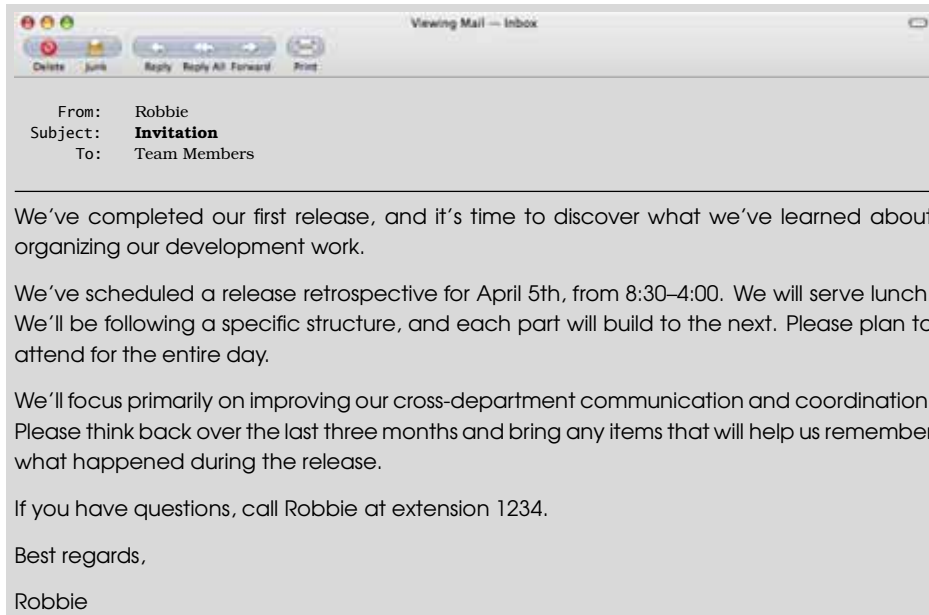 Viewing Mail — Inbox
Delete Junk Reply Reply All Forward Print
From: Robbie
Subject: Invitation
To: Team Members
We've completed our first release, and it's time to discover what we've learned about
organizing our development work.
We've scheduled a release retrospective for April 5th, from 8:30–4:00. We will serve lunch
We'll be following a specific structure, and each part will build to the next. Please plan to
attend for the entire day.
We'll focus primarily on improving our cross-department communication and coordination
Please think back over the last three months and bring any items that will help us remember
what happened during the release.
If you have questions, call Robbie at extension 1234.
Best regards,
Robbie